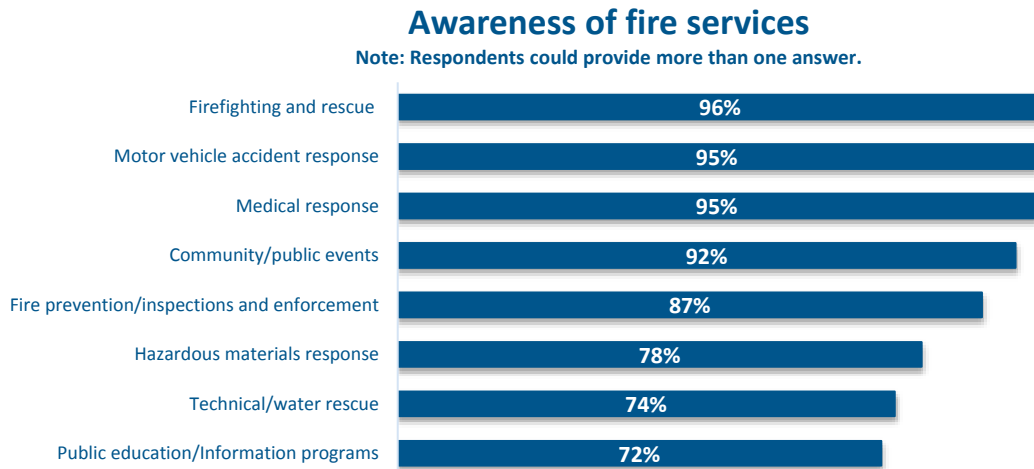 Awareness of fire services
Note: Respondents could provide more than one answer.
Firefighting and rescue 96%
Motor vehicle accident response 95%
Medical response 95%
Community/public events 92%
Fire prevention/inspections and enforcement 87%
Hazardous materials response 78%
Technical/water rescue 74%
Public education/Information programs 72%